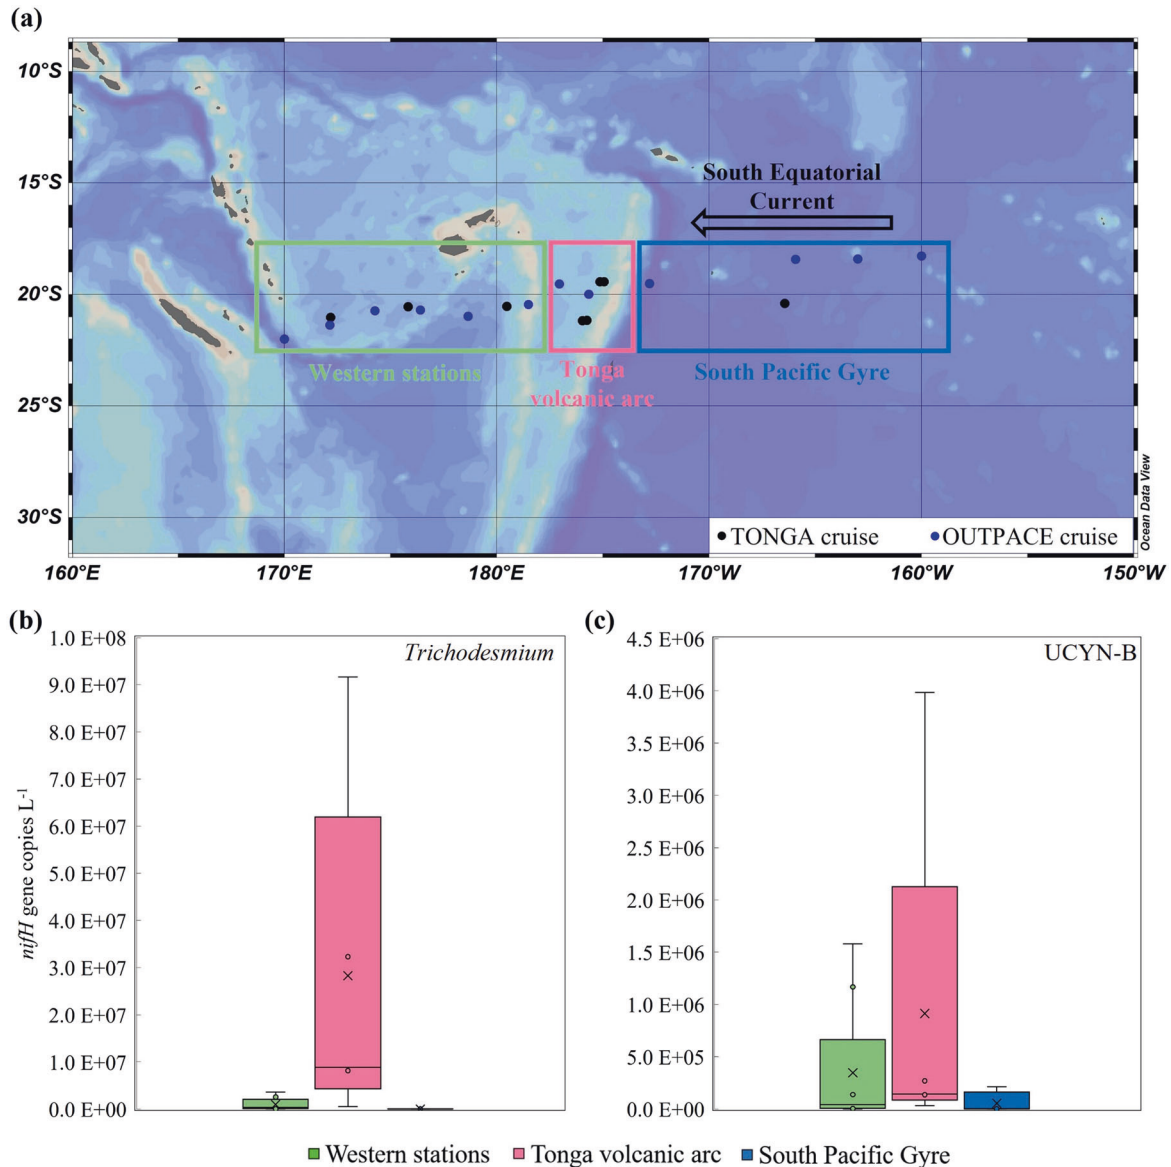 (a)
10°S
15°S
20°S
25°S
30°S
South Equatorial
Current
Western stations
Tonga
volcanic arc
South Pacific Gyre
TONGA cruise
OUTPACE cruise
Ocean Data View
160°E
170°E
180°E
170°W
160°W
150°W
(b)
Trichodesmium
nifH gene copies L-1
1.0 E+08
9.0 E+07
8.0 E+07
7.0 E+07
6.0 E+07
5.0 E+07
4.0 E+07
3.0 E+07
2.0 E+07
1.0 E+07
0.0 E+00
(c)
UCYN-B
4.5 E+06
4.0 E+06
3.5 E+06
3.0 E+06
2.5 E+06
2.0 E+06
1.5 E+06
1.0 E+06
5.0 E+05
0.0 E+00
Western stations
Tonga volcanic arc
South Pacific Gyre